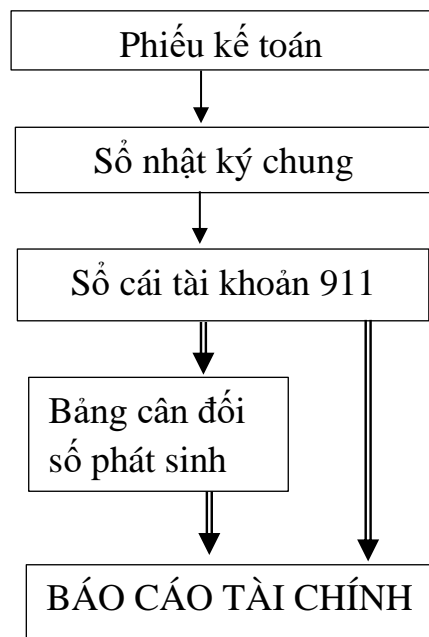 Phiếu kế toán
Sổ nhật ký chung
Sổ cái tài khoản 911
Bảng cân đối
số phát sinh
BÁO CÁO TÀI CHÍNH